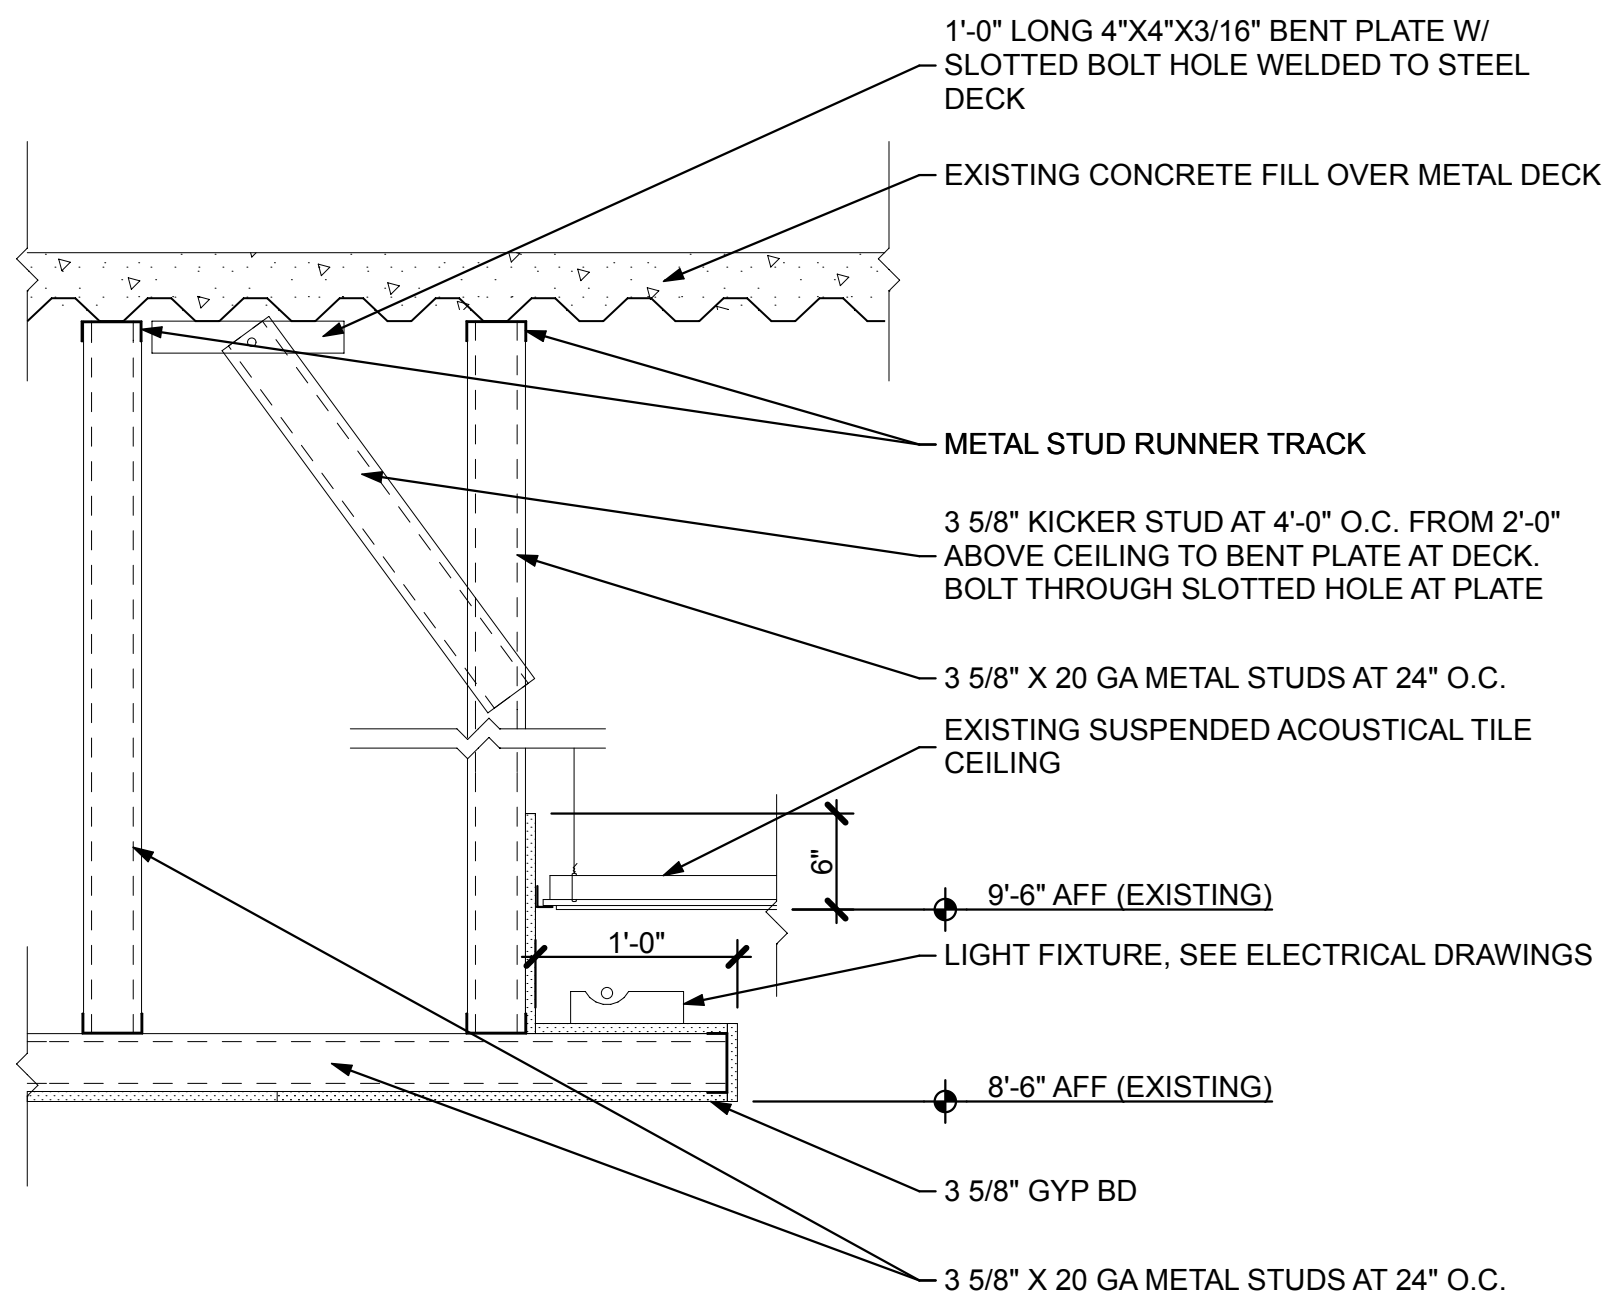 1'-0" LONG 4"X4"X3/16" BENT PLATE W/
SLOTTED BOLT HOLE WELDED TO STEEL
DECK
EXISTING CONCRETE FILL OVER METAL DECK
METAL STUD RUNNER TRACK
3 5/8" KICKER STUD AT 4'-0" O.C. FROM 2'-0"
ABOVE CEILING TO BENT PLATE AT DECK.
BOLT THROUGH SLOTTED HOLE AT PLATE
3 5/8" X 20 GA METAL STUDS AT 24" O.C.
EXISTING SUSPENDED ACOUSTICAL TILE
CEILING
6"
9'-6" AFF (EXISTING)
1'-0"
LIGHT FIXTURE, SEE ELECTRICAL DRAWINGS
8'-6" AFF (EXISTING)
3 5/8" GYP BD
3 5/8" X 20 GA METAL STUDS AT 24" O.C.